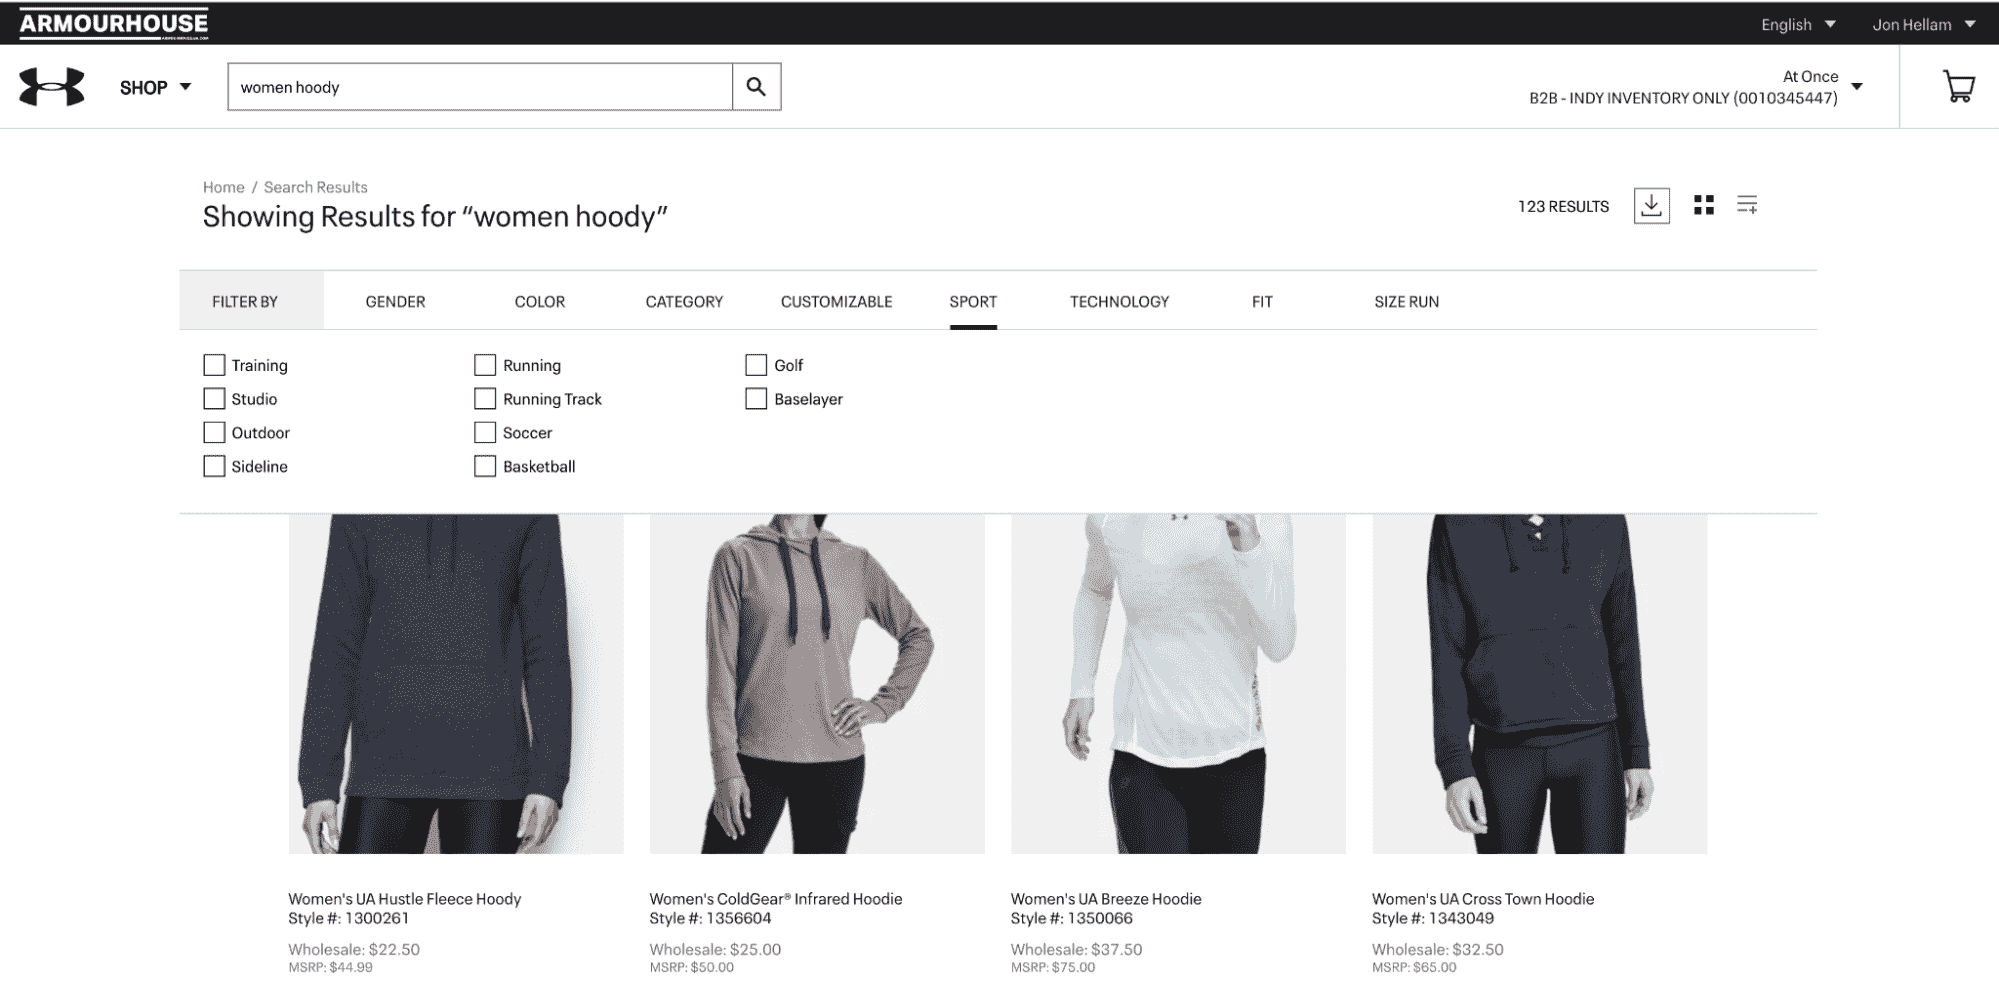 ARMOURHOUSE
English
Jon Hellam
SHOP
women hoody
At Once
B2B - INDY INVENTORY ONLY (0010345447)
Home / Search Results
Showing Results for “women hoody”
123 RESULTS
FILTER BY GENDER COLOR CATEGORY CUSTOMIZABLE SPORT TECHNOLOGY FIT SIZE RUN
Training
Studio
Outdoor
Sideline
Running
Running Track
Soccer
Basketball
Golf
Baselayer
Women's UA Hustle Fleece Hoody
Style #: 1300261
Wholesale: $22.50
MSRP: $44.99
Women's ColdGear® Infrared Hoodie
Style #: 1356604
Wholesale: $25.00
MSRP: $50.00
Women's UA Breeze Hoodie
Style #: 1350066
Wholesale: $37.50
MSRP: $75.00
Women's UA Cross Town Hoodie
Style #: 1343049
Wholesale: $32.50
MSRP: $65.00